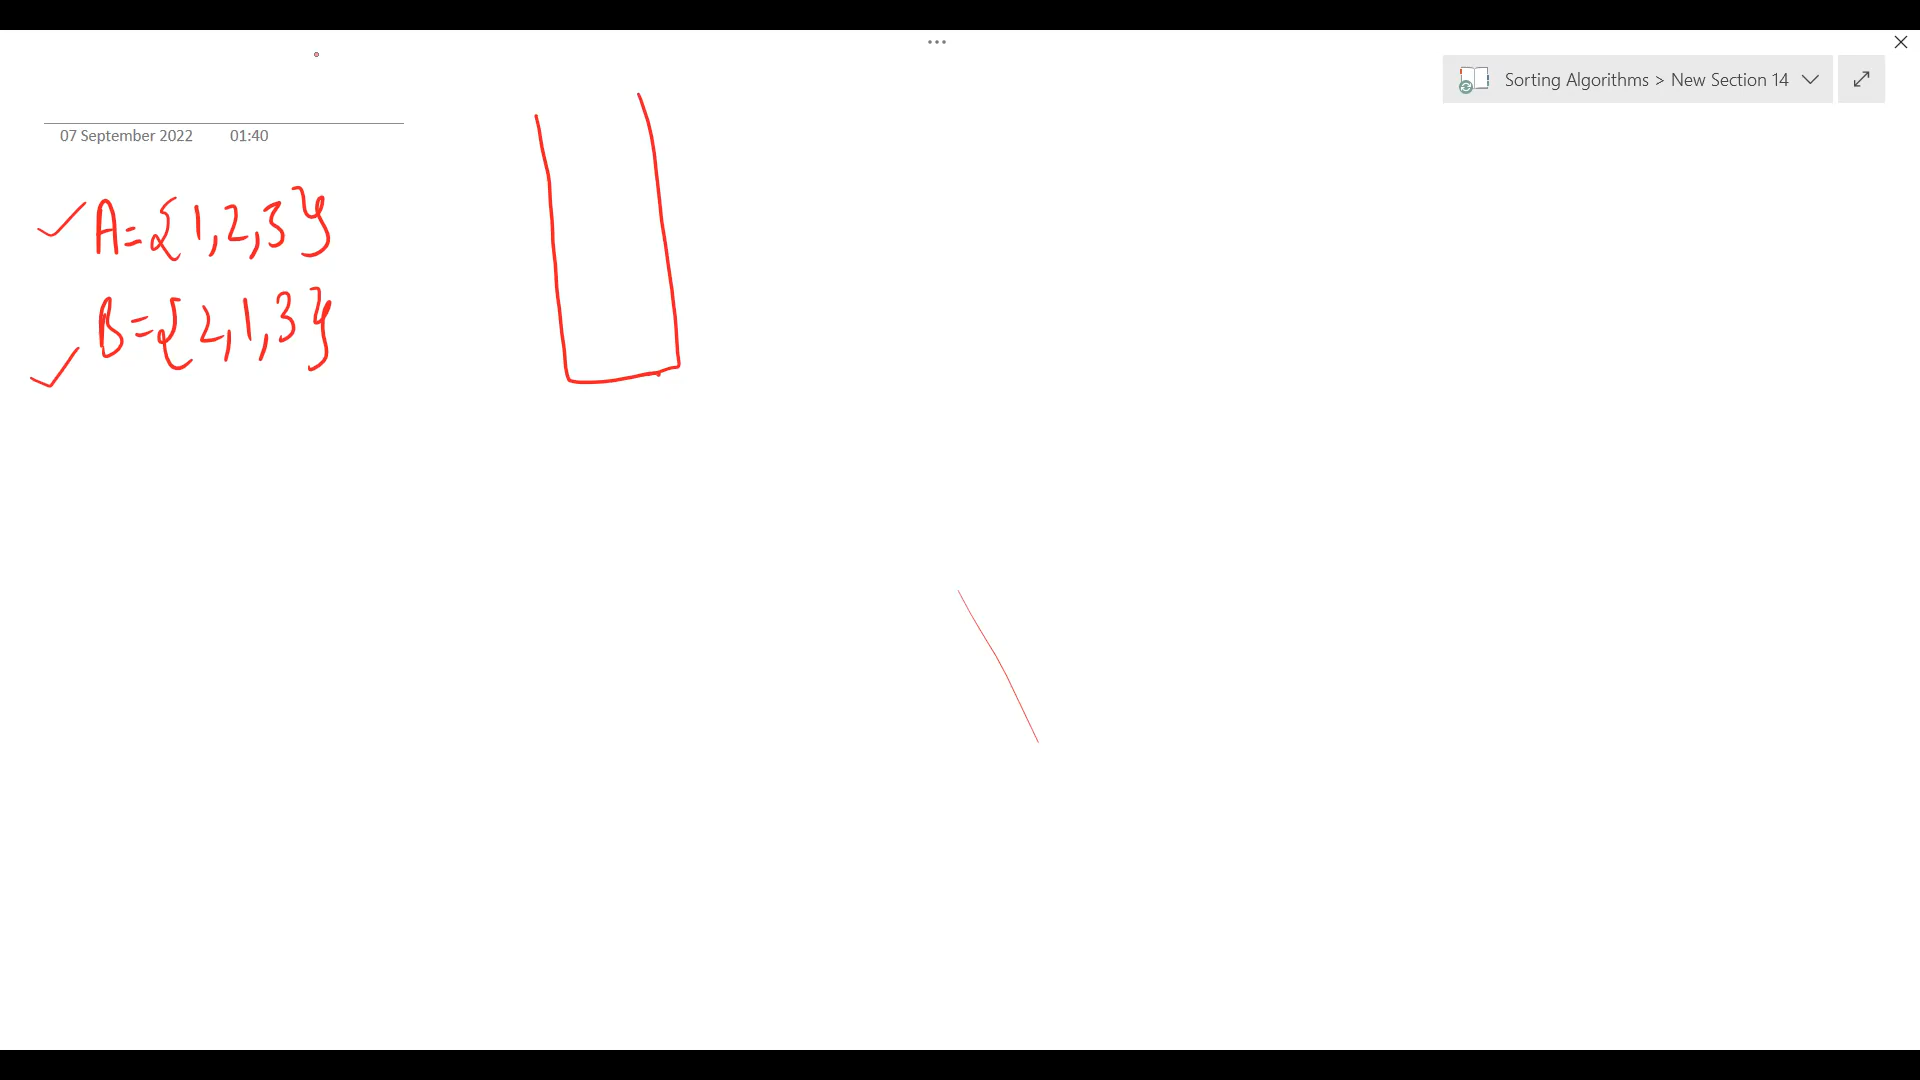 Sorting Algorithms > New Section 14
07 September 2022 01:40
A={1,2,3}
B={2,1,3}